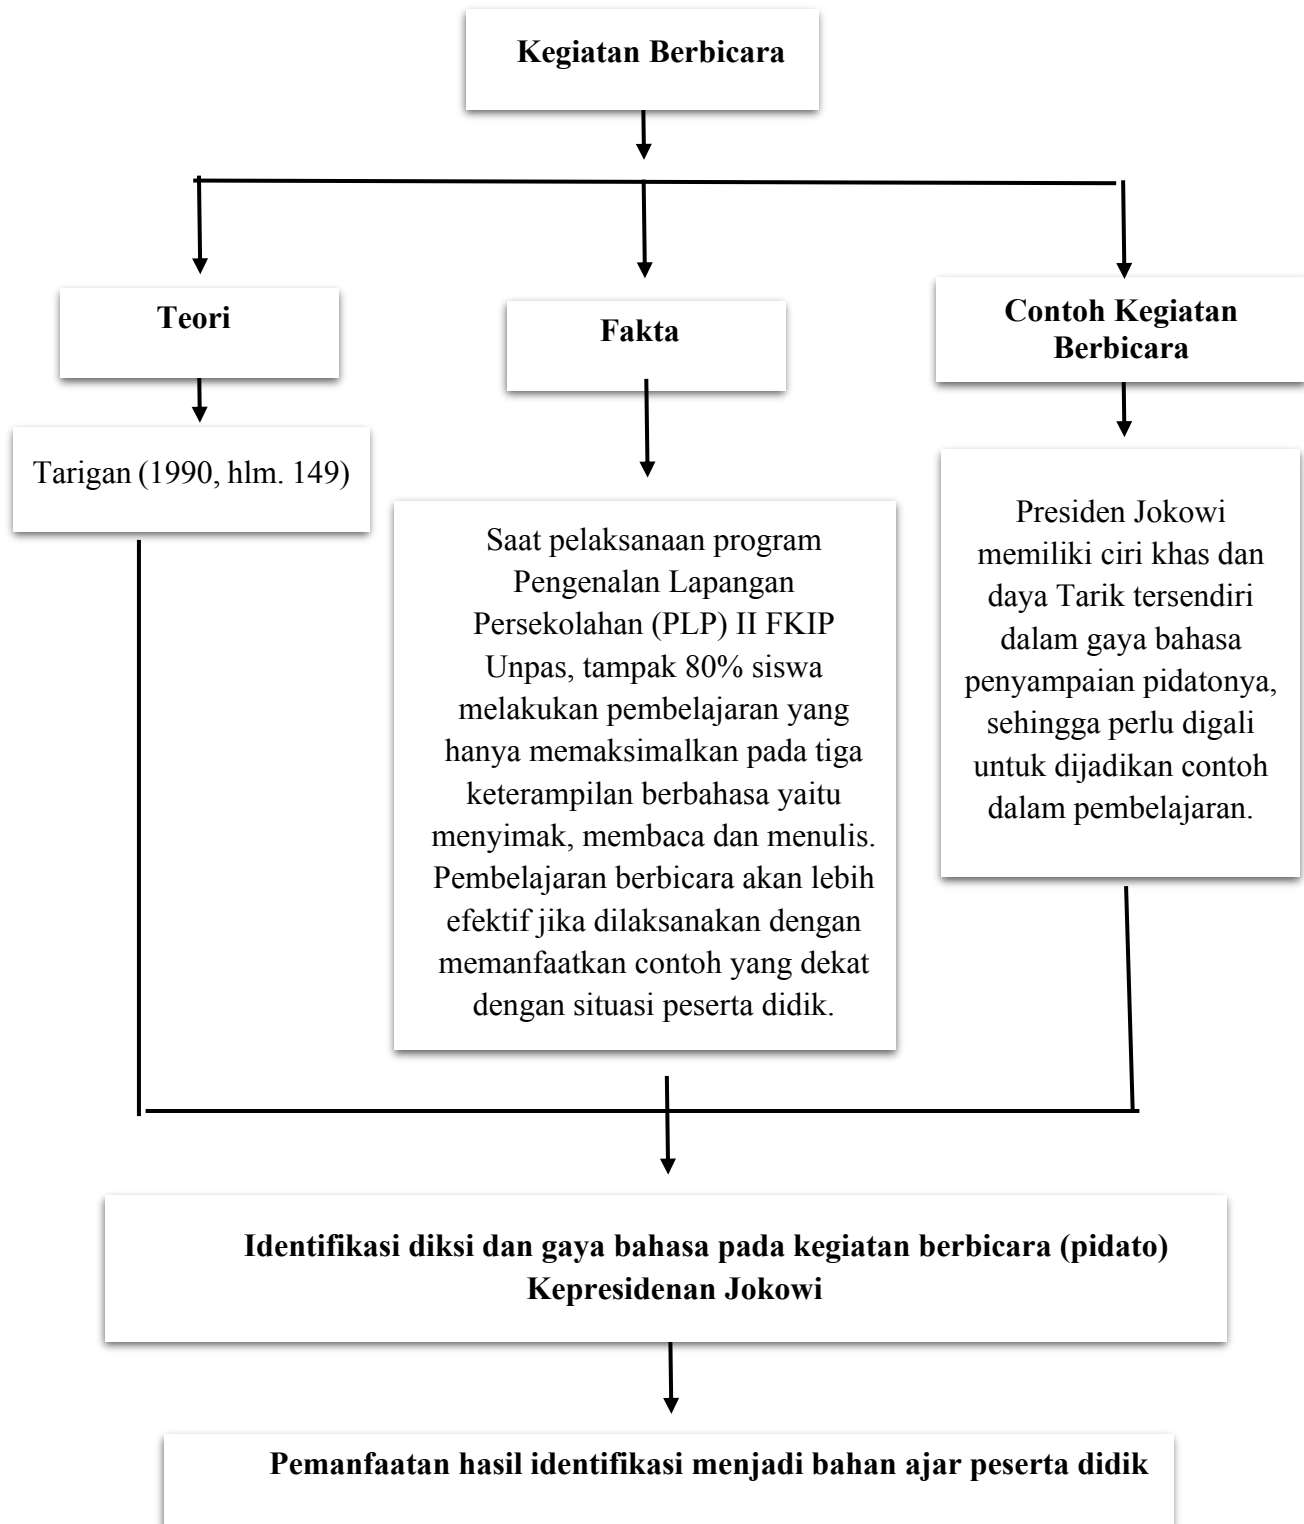 Kegiatan Berbicara
Teori
Fakta
Contoh Kegiatan
Berbicara
Tarigan (1990, hlm. 149)
Saat pelaksanaan program
Pengenalan Lapangan
Persekolahan (PLP) II FKIP
Unpas, tampak 80% siswa
melakukan pembelajaran yang
hanya memaksimalkan pada tiga
keterampilan berbahasa yaitu
menyimak, membaca dan menulis.
Pembelajaran berbicara akan lebih
efektif jika dilaksanakan dengan
memanfaatkan contoh yang dekat
dengan situasi peserta didik.
Presiden Jokowi
memiliki ciri khas dan
daya Tarik tersendiri
dalam gaya bahasa
penyampaian pidatonya,
sehingga perlu digali
untuk dijadikan contoh
dalam pembelajaran.
Identifikasi diksi dan gaya bahasa pada kegiatan berbicara (pidato)
Kepresidenan Jokowi
Pemanfaatan hasil identifikasi menjadi bahan ajar peserta didik